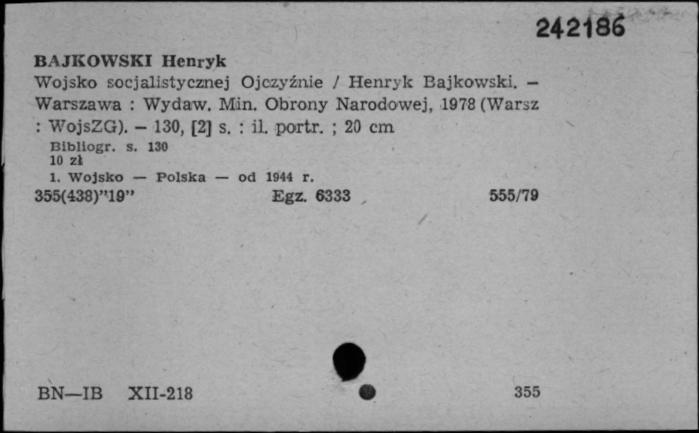 242186
BAJKOWSKI Henryk
Wojsko socjalistycznej Ojczyźnie / Henryk Bajkowski. –
Warszawa : Wydaw. Min. Obrony Narodowej, 1978 (Warsz
: WojsZG). – 130, [2] s. : il. portr. ; 20 cm
Bibliogr. s. 130
10 zł
1. Wojsko — Polska — od 1944 r.
355(438)"19" Egz. 6333 555/79
BN—IB XII-218 355